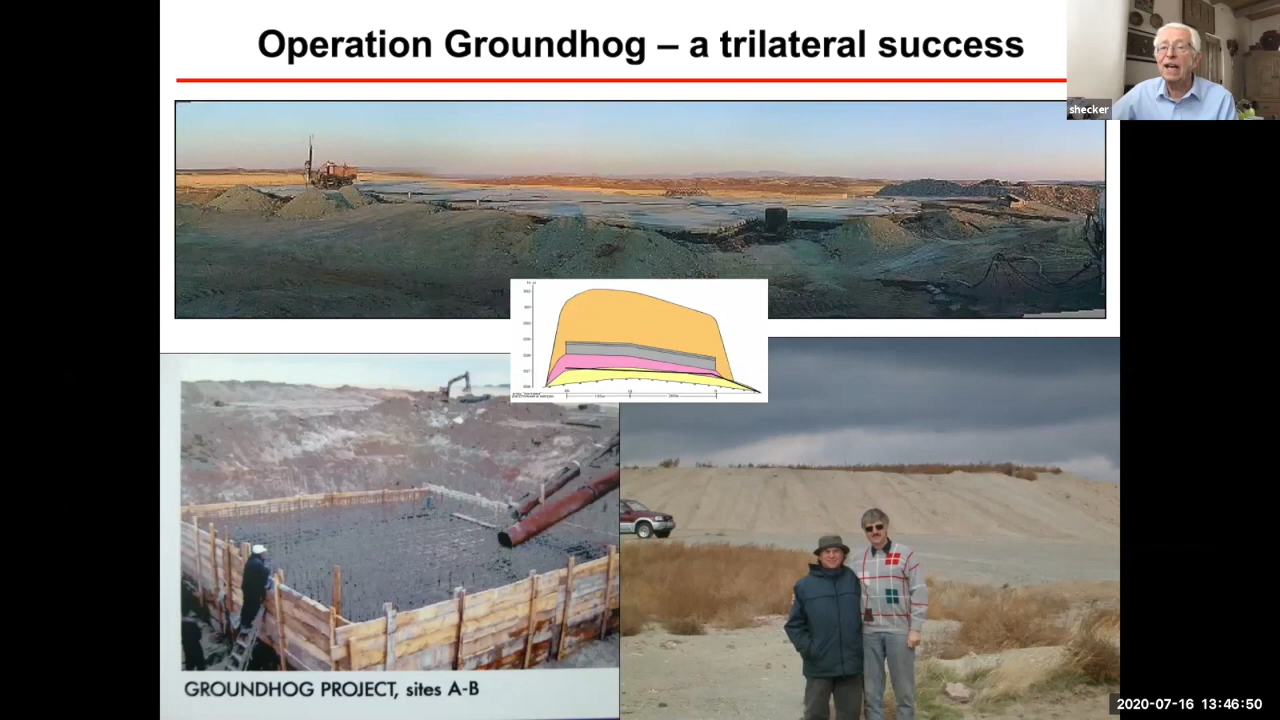 Operation Groundhog – a trilateral success
shecker
GROUNDHOG PROJECT, sites A-B
2020-07-16 13:46:50